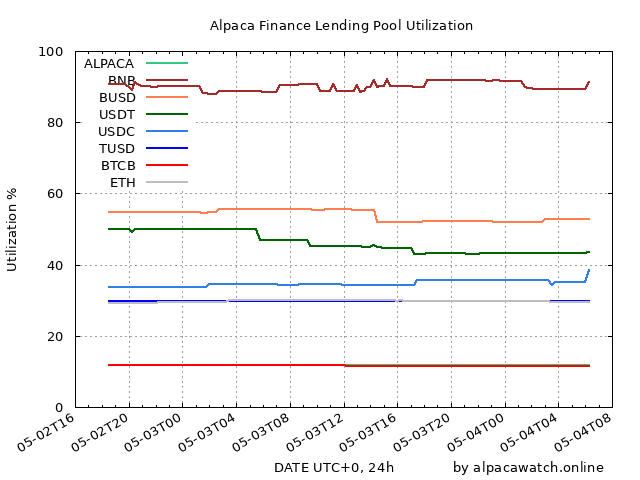 Alpaca Finance Lending Pool Utilization
Utilization %
100
80
60
40
20
0
ALPACA
BNB
BUSD
USDT
USDC
TUSD
BTCB
ETH
05-02T16
05-02T20
05-03T00
05-03T04
05-03T08
05-03T12
05-03T16
05-03T20
05-04T00
05-04T04
05-04T08
DATE UTC+0, 24h
by alpacawatch.online